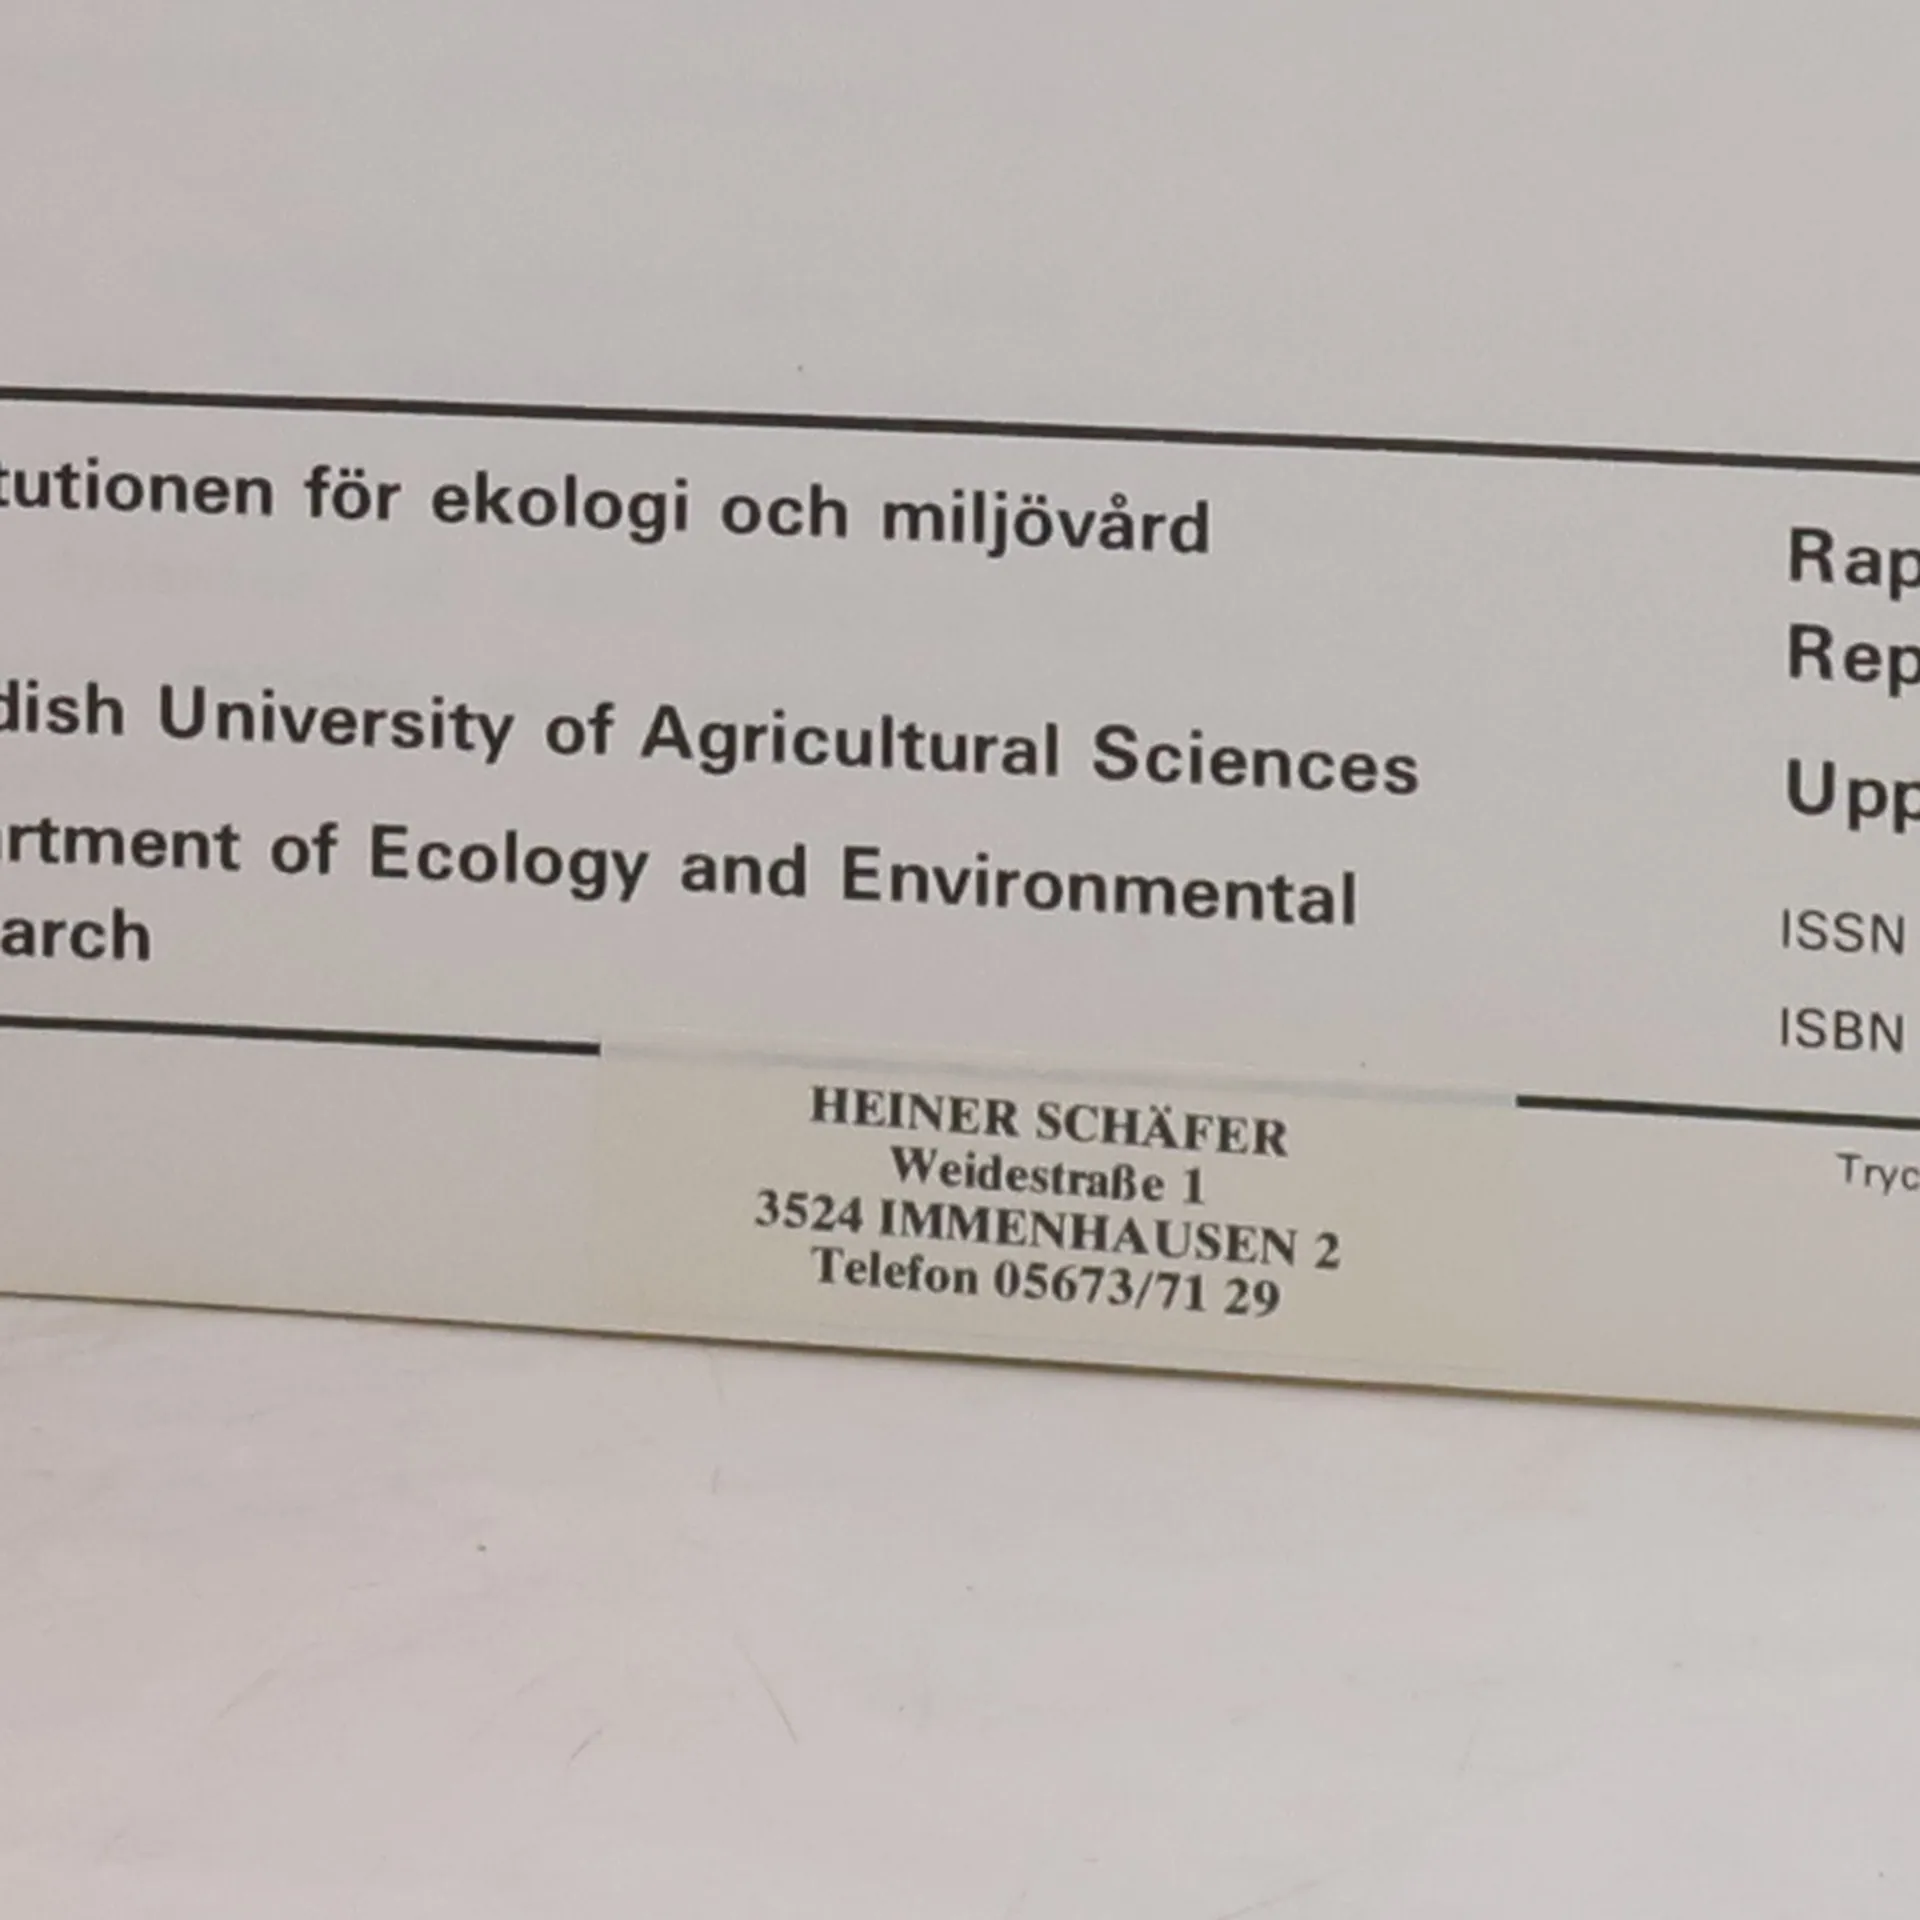 tutionen för ekologi och miljövård
Rap
Rep
dish University of Agricultural Sciences
Upp
artment of Ecology and Environmental
arch
ISSN
ISBN
HEINER SCHÄFER
Weidestraße 1
3524 IMMENHAUSEN 2
Telefon 05673/71 29
Tryc